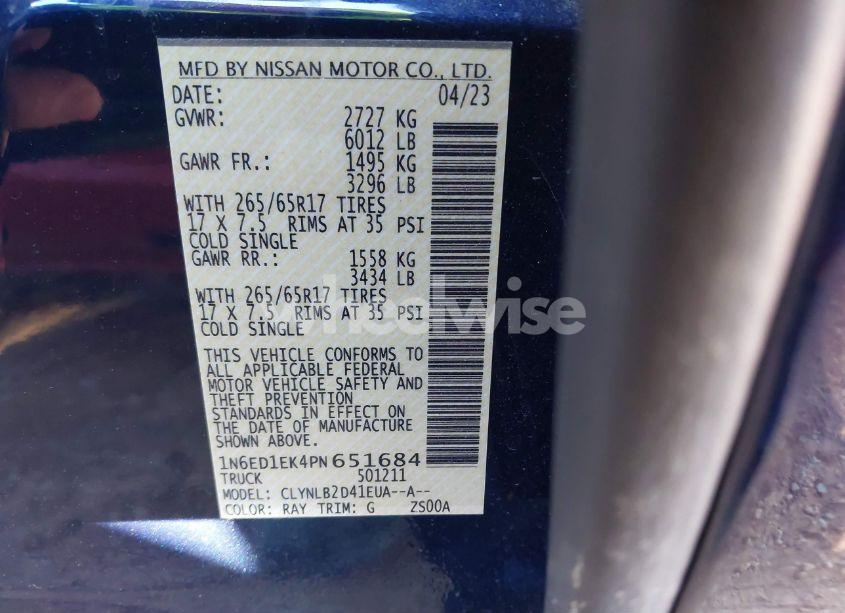 MFD BY NISSAN MOTOR CO., LTD.
DATE: 04/23
GVWR: 2727 KG
6012 LB
GAWR FR.: 1495 KG
3296 LB
WITH 265/65R17 TIRES
17 X 7.5 RIMS AT 35 PSI
COLD SINGLE
GAWR RR.: 1558 KG
3434 LB
WITH 265/65R17 TIRES
17 X 7.5 RIMS AT 35 PSI
COLD SINGLE
wheelwise
THIS VEHICLE CONFORMS TO
ALL APPLICABLE FEDERAL
MOTOR VEHICLE SAFETY AND
THEFT PREVENTION
STANDARDS IN EFFECT ON
THE DATE OF MANUFACTURE
SHOWN ABOVE.
1N6ED1EK4PN651684
TRUCK 501211
MODEL: CLYNLB2D41EUA--A--
COLOR: RAY TRIM: G ZS00A